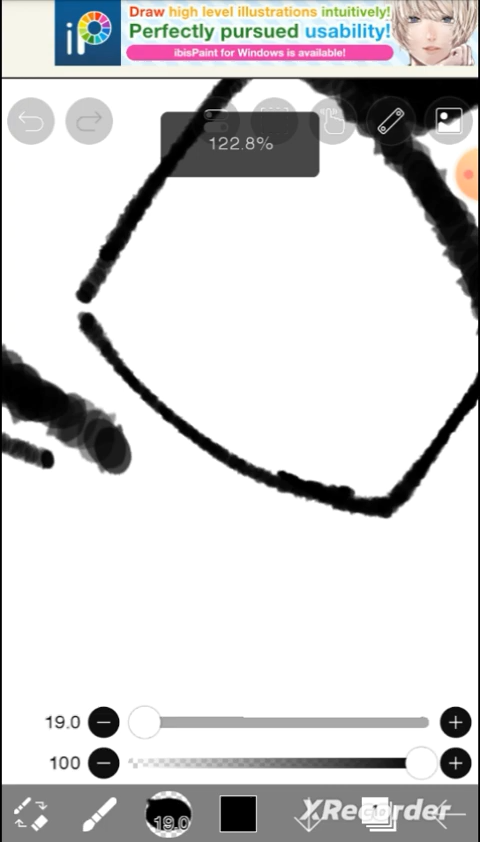 iP
Draw high level illustrations intuitively!
Perfectly pursued usability!
ibisPaint for Windows is available!
122.8%
19.0
100
19.0
XRecorder